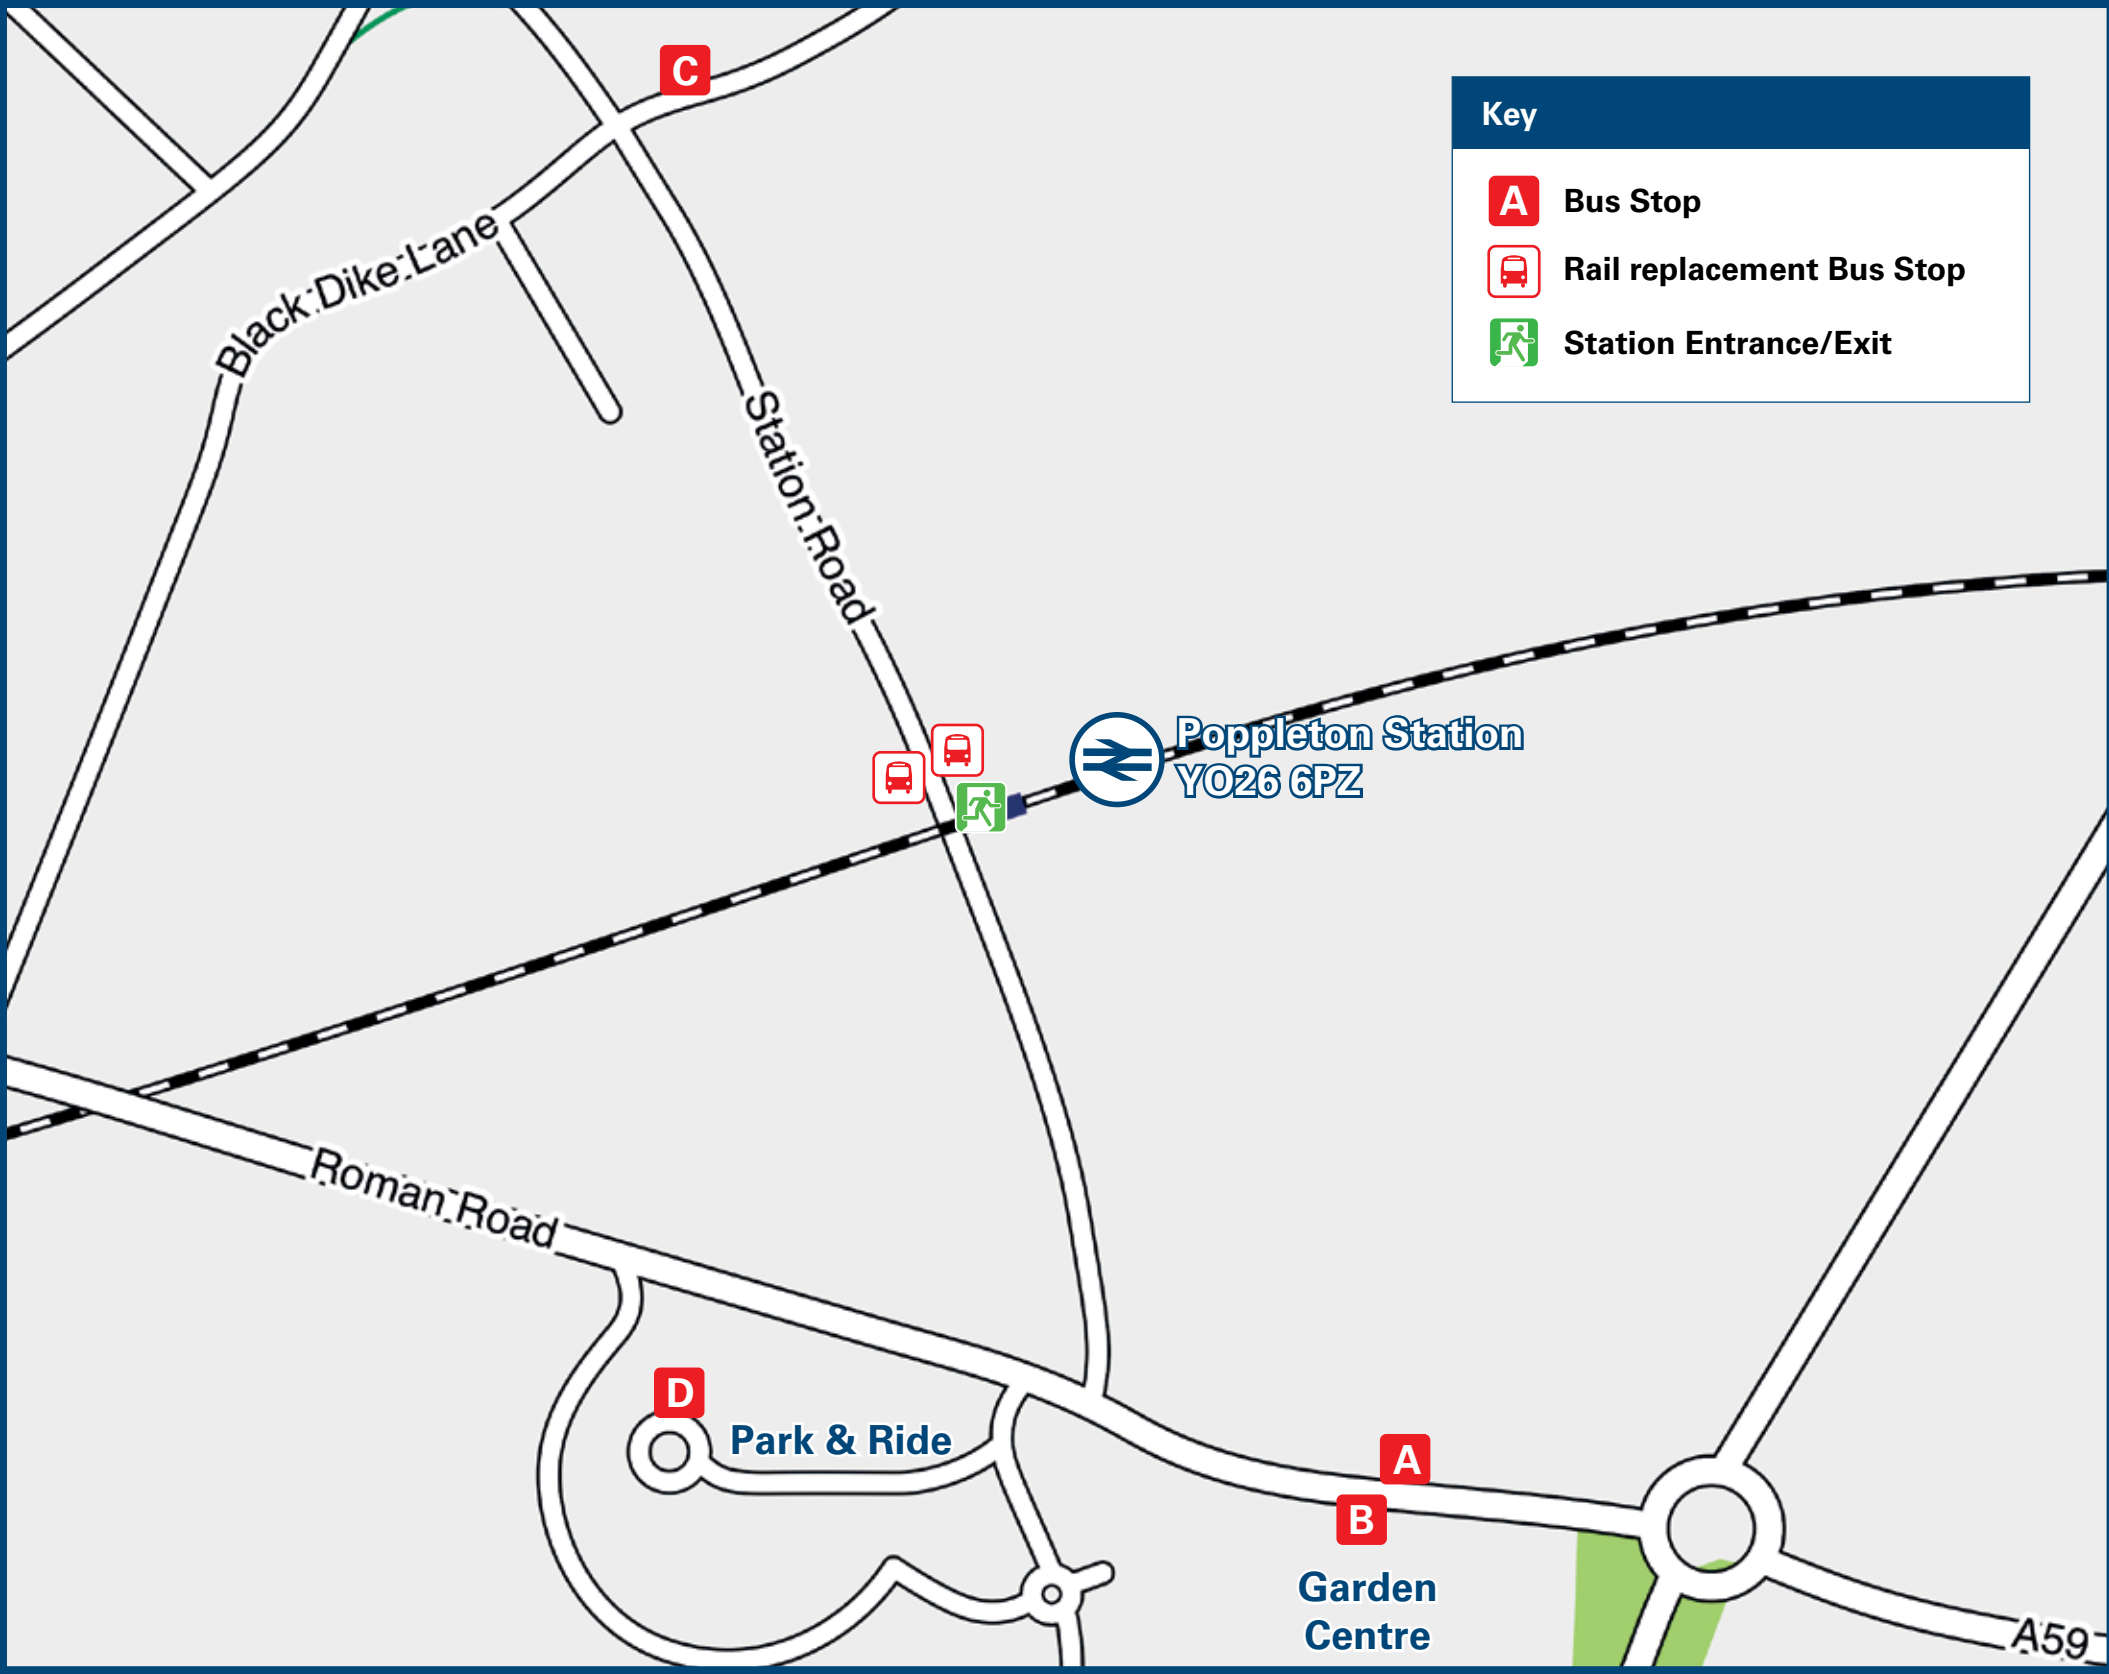 C
Key
A Bus Stop
Rail replacement Bus Stop
Station Entrance/Exit
Black Dike Lane
Station Road
Poppleton Station
YO26 6PZ
Roman Road
D
Park & Ride
A
B
Garden
Centre
A59